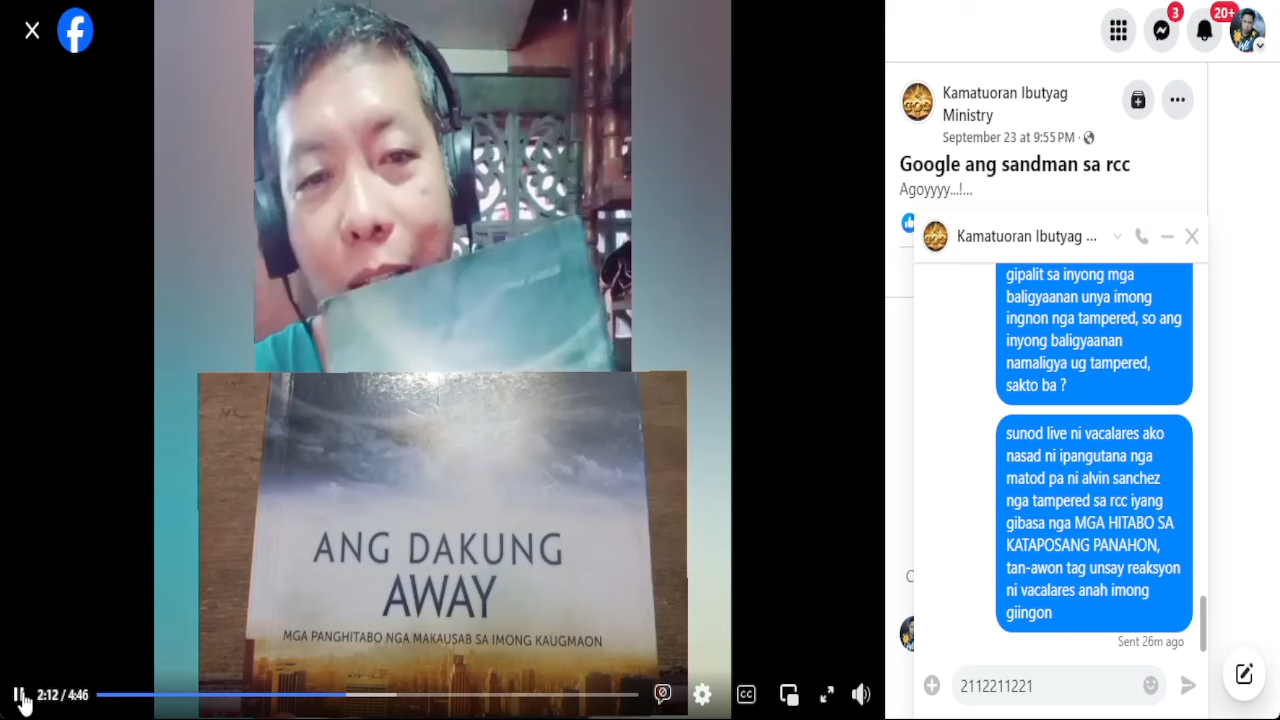 3
20+
Kamatuoran Ibutyag
Ministry
September 23 at 9:55 PM ·
Google ang sandman sa rcc
Agoyyyy...!...
Kamatuoran Ibutyag ...
gipalit sa inyong mga
baligyaanan unya imong
ingnon nga tampered, so ang
inyong baligyaanan
namaligya ug tampered,
sakto ba ?
sunod live ni vacalares ako
nasad ni ipangutana nga
matod pa ni alvin sanchez
nga tampered sa rcc iyang
gibasa nga MGA HITABO SA
KATAPOSANG PANAHON,
tan-awon tag unsay reaksyon
ni vacalares anah imong
giingon
Sent 26m ago
2112211221
ANG DAKUNG
AWAY
MGA PANGHITABO NGA MAKAUSAB SA IMONG KAUGMAON
2:12 / 4:46
CC